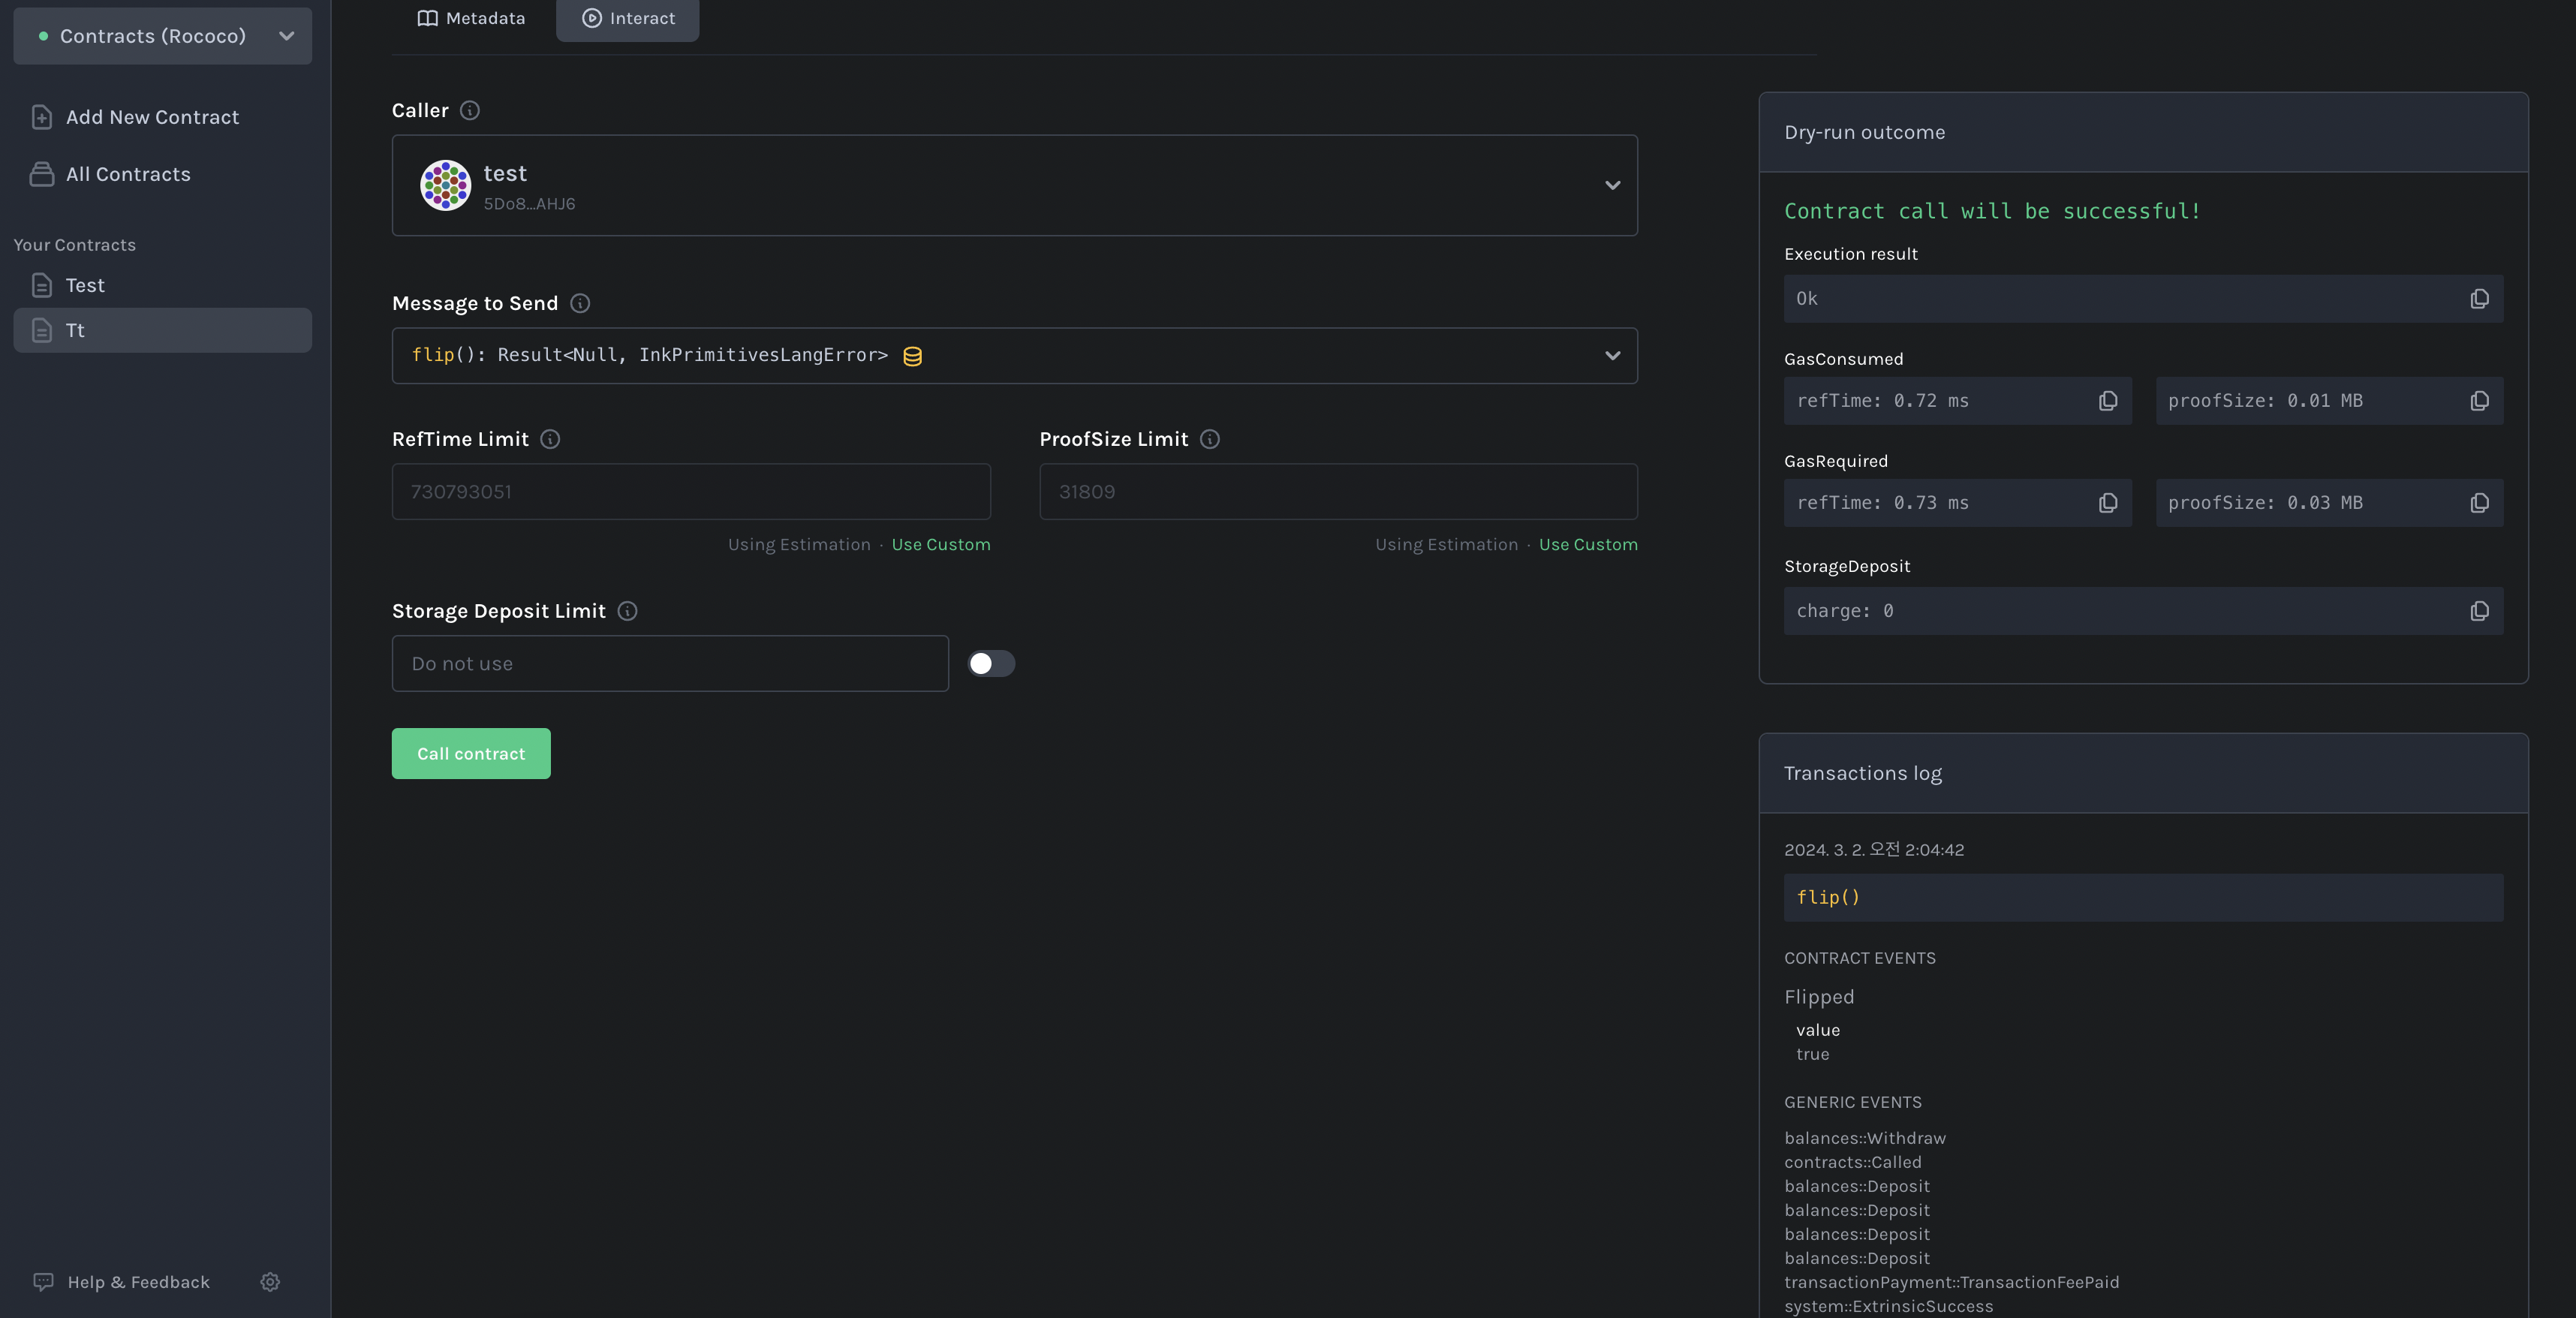 Contracts (Rococo)
Add New Contract
All Contracts
Your Contracts
Test
Tt
Help & Feedback
Metadata
Interact
Caller
test
5Do8...AHJ6
Message to Send
flip(): Result<Null, InkPrimitivesLangError>
RefTime Limit
730793051
Using Estimation · Use Custom
ProofSize Limit
31809
Using Estimation · Use Custom
Storage Deposit Limit
Do not use
Call contract
Dry-run outcome
Contract call will be successful!
Execution result
Ok
GasConsumed
refTime: 0.72 ms
proofSize: 0.01 MB
GasRequired
refTime: 0.73 ms
proofSize: 0.03 MB
StorageDeposit
charge: 0
Transactions log
2024. 3. 2. 오전 2:04:42
flip()
CONTRACT EVENTS
Flipped
value
true
GENERIC EVENTS
balances::Withdraw
contracts::Called
balances::Deposit
balances::Deposit
balances::Deposit
balances::Deposit
transactionPayment::TransactionFeePaid
system::ExtrinsicSuccess